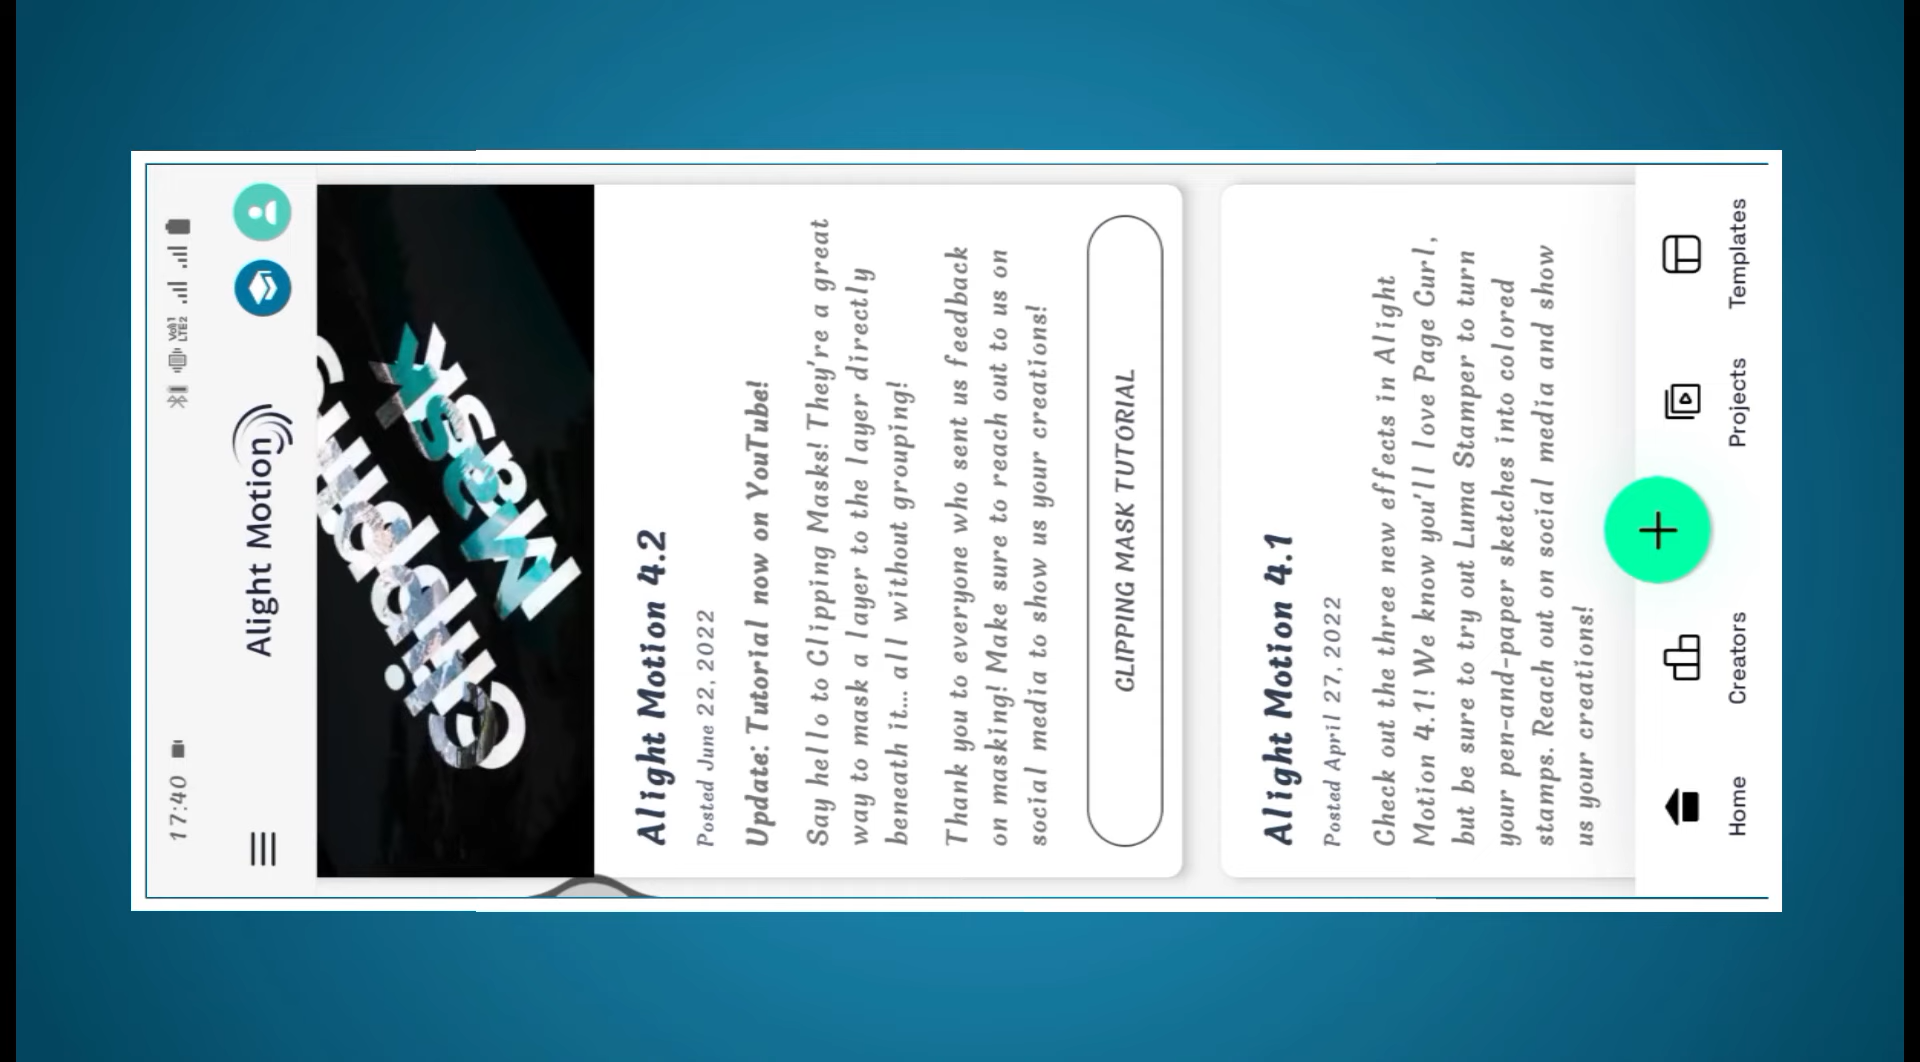 17:40
Vo)) 1
LTE2
Alight Motion
Clipping
Mask
Alight Motion 4.2
Posted June 22, 2022
Update: Tutorial now on YouTube!
Say hello to Clipping Masks! They're a great
way to mask a layer to the layer directly
beneath it... all without grouping!
Thank you to everyone who sent us feedback
on masking! Make sure to reach out to us on
social media to show us your creations!
CLIPPING MASK TUTORIAL
Alight Motion 4.1
Posted April 27, 2022
Check out the three new effects in Alight
Motion 4.1! We know you'll love Page Curl,
but be sure to try out Luma Stamper to turn
your pen-and-paper sketches into colored
stamps. Reach out on social media and show
us your creations!
Home
Creators
Projects
Templates